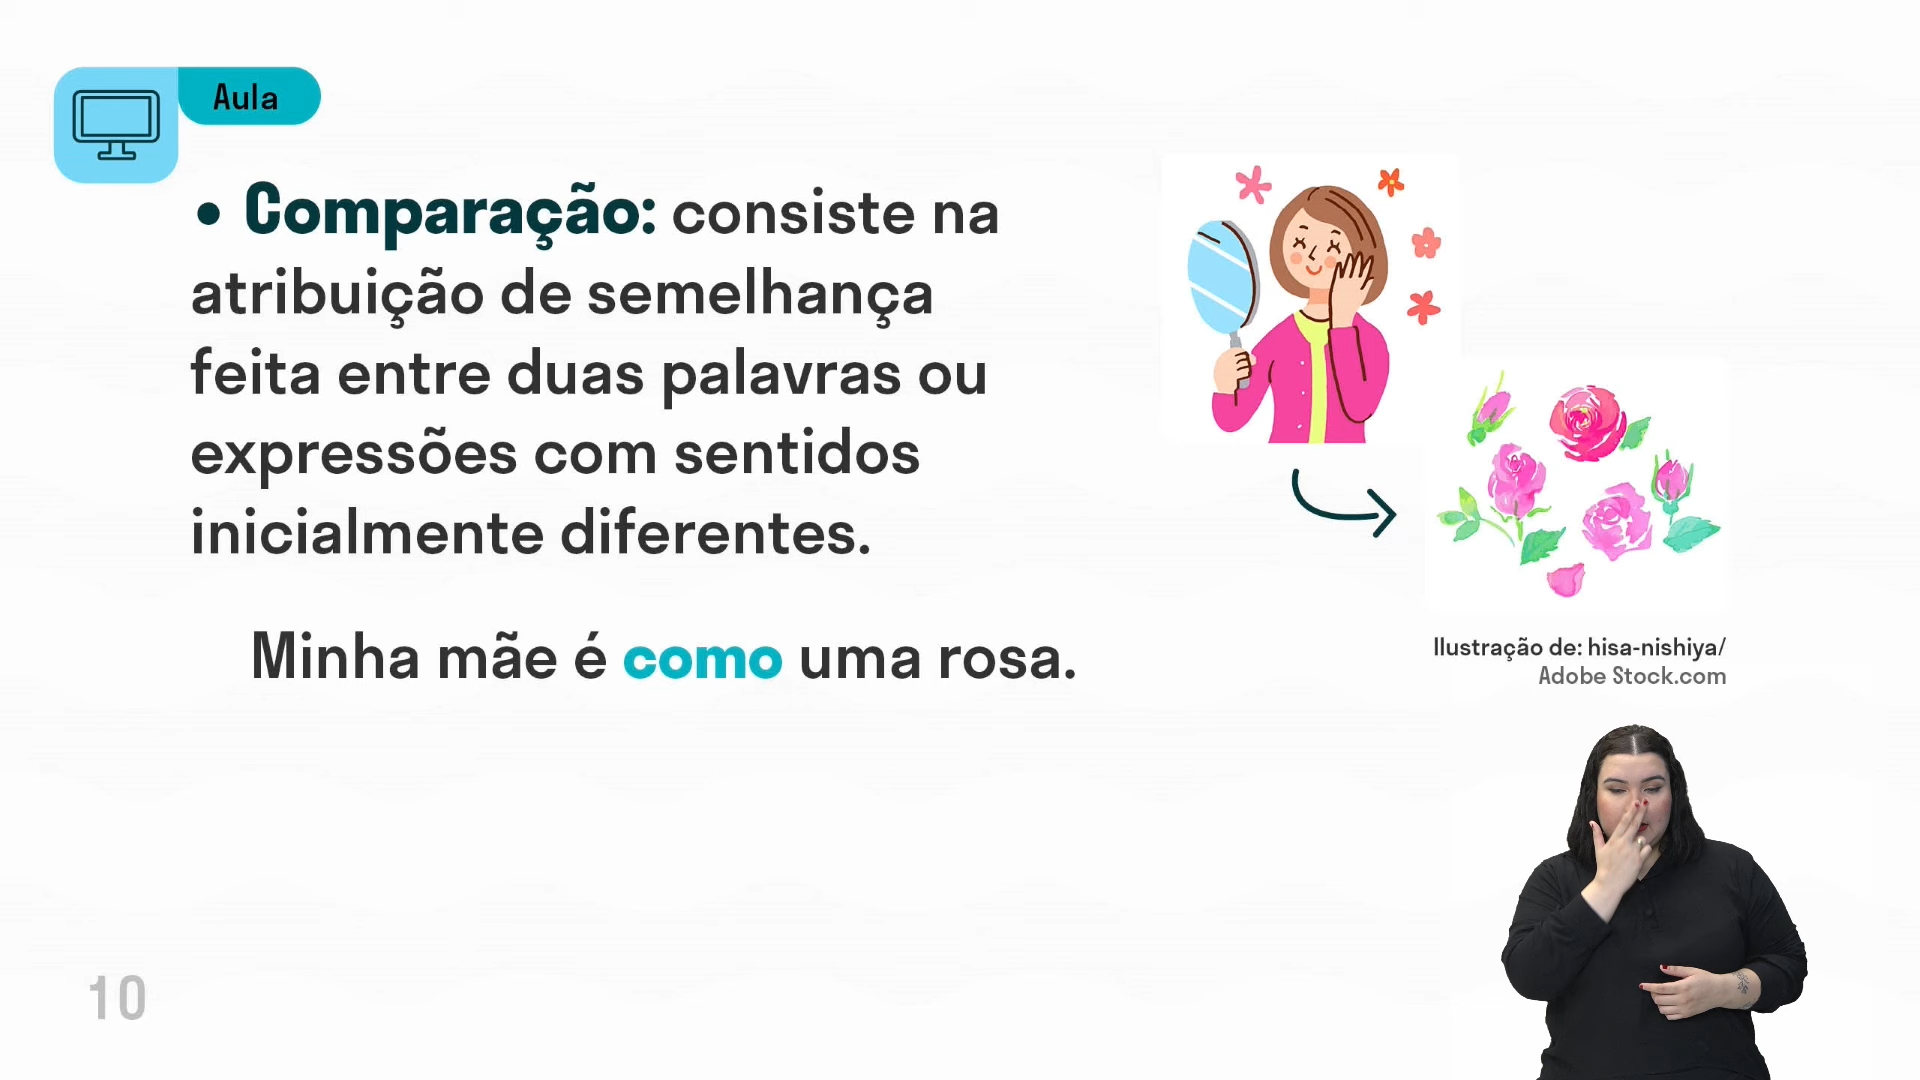 Aula
• Comparação: consiste na
atribuição de semelhança
feita entre duas palavras ou
expressões com sentidos
inicialmente diferentes.
Minha mãe é como uma rosa.
Ilustração de: hisa-nishiya/
Adobe Stock.com
10